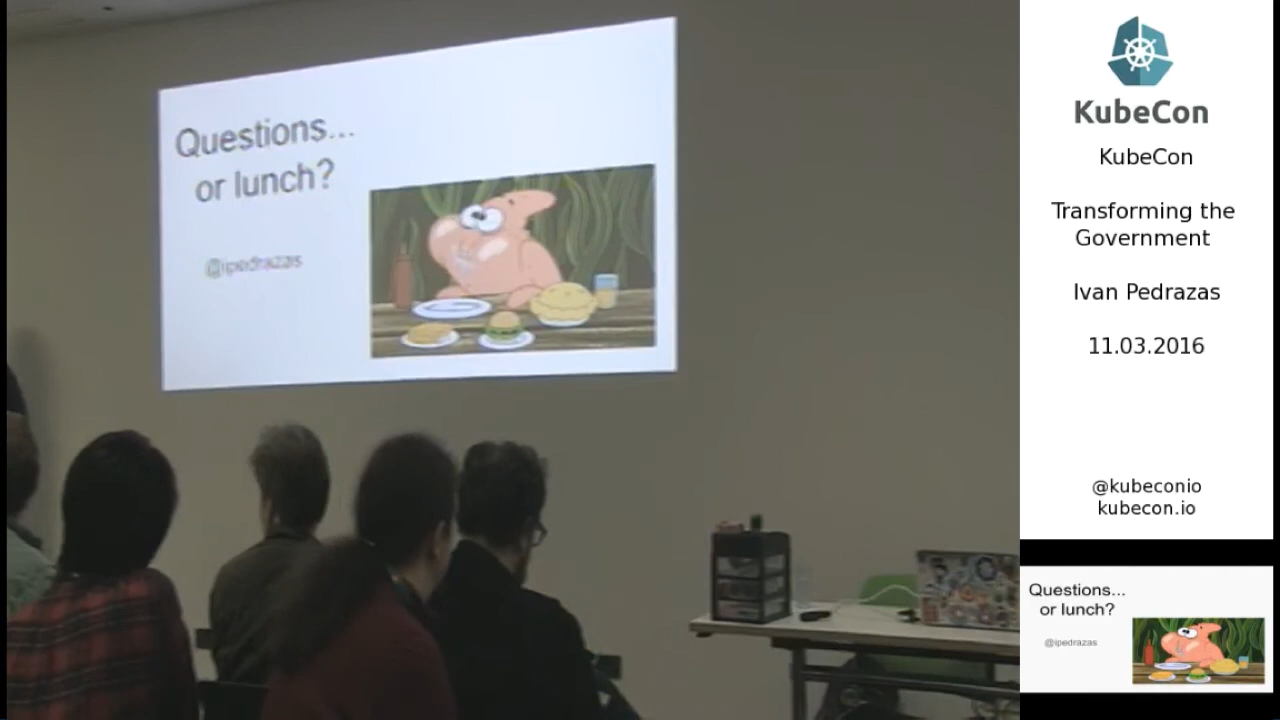 Questions...
or lunch?
@ipedrazas
KubeCon
KubeCon
Transforming the
Government
Ivan Pedrazas
11.03.2016
@kubeconio
kubecon.io
Questions...
or lunch?
@ipedrazas